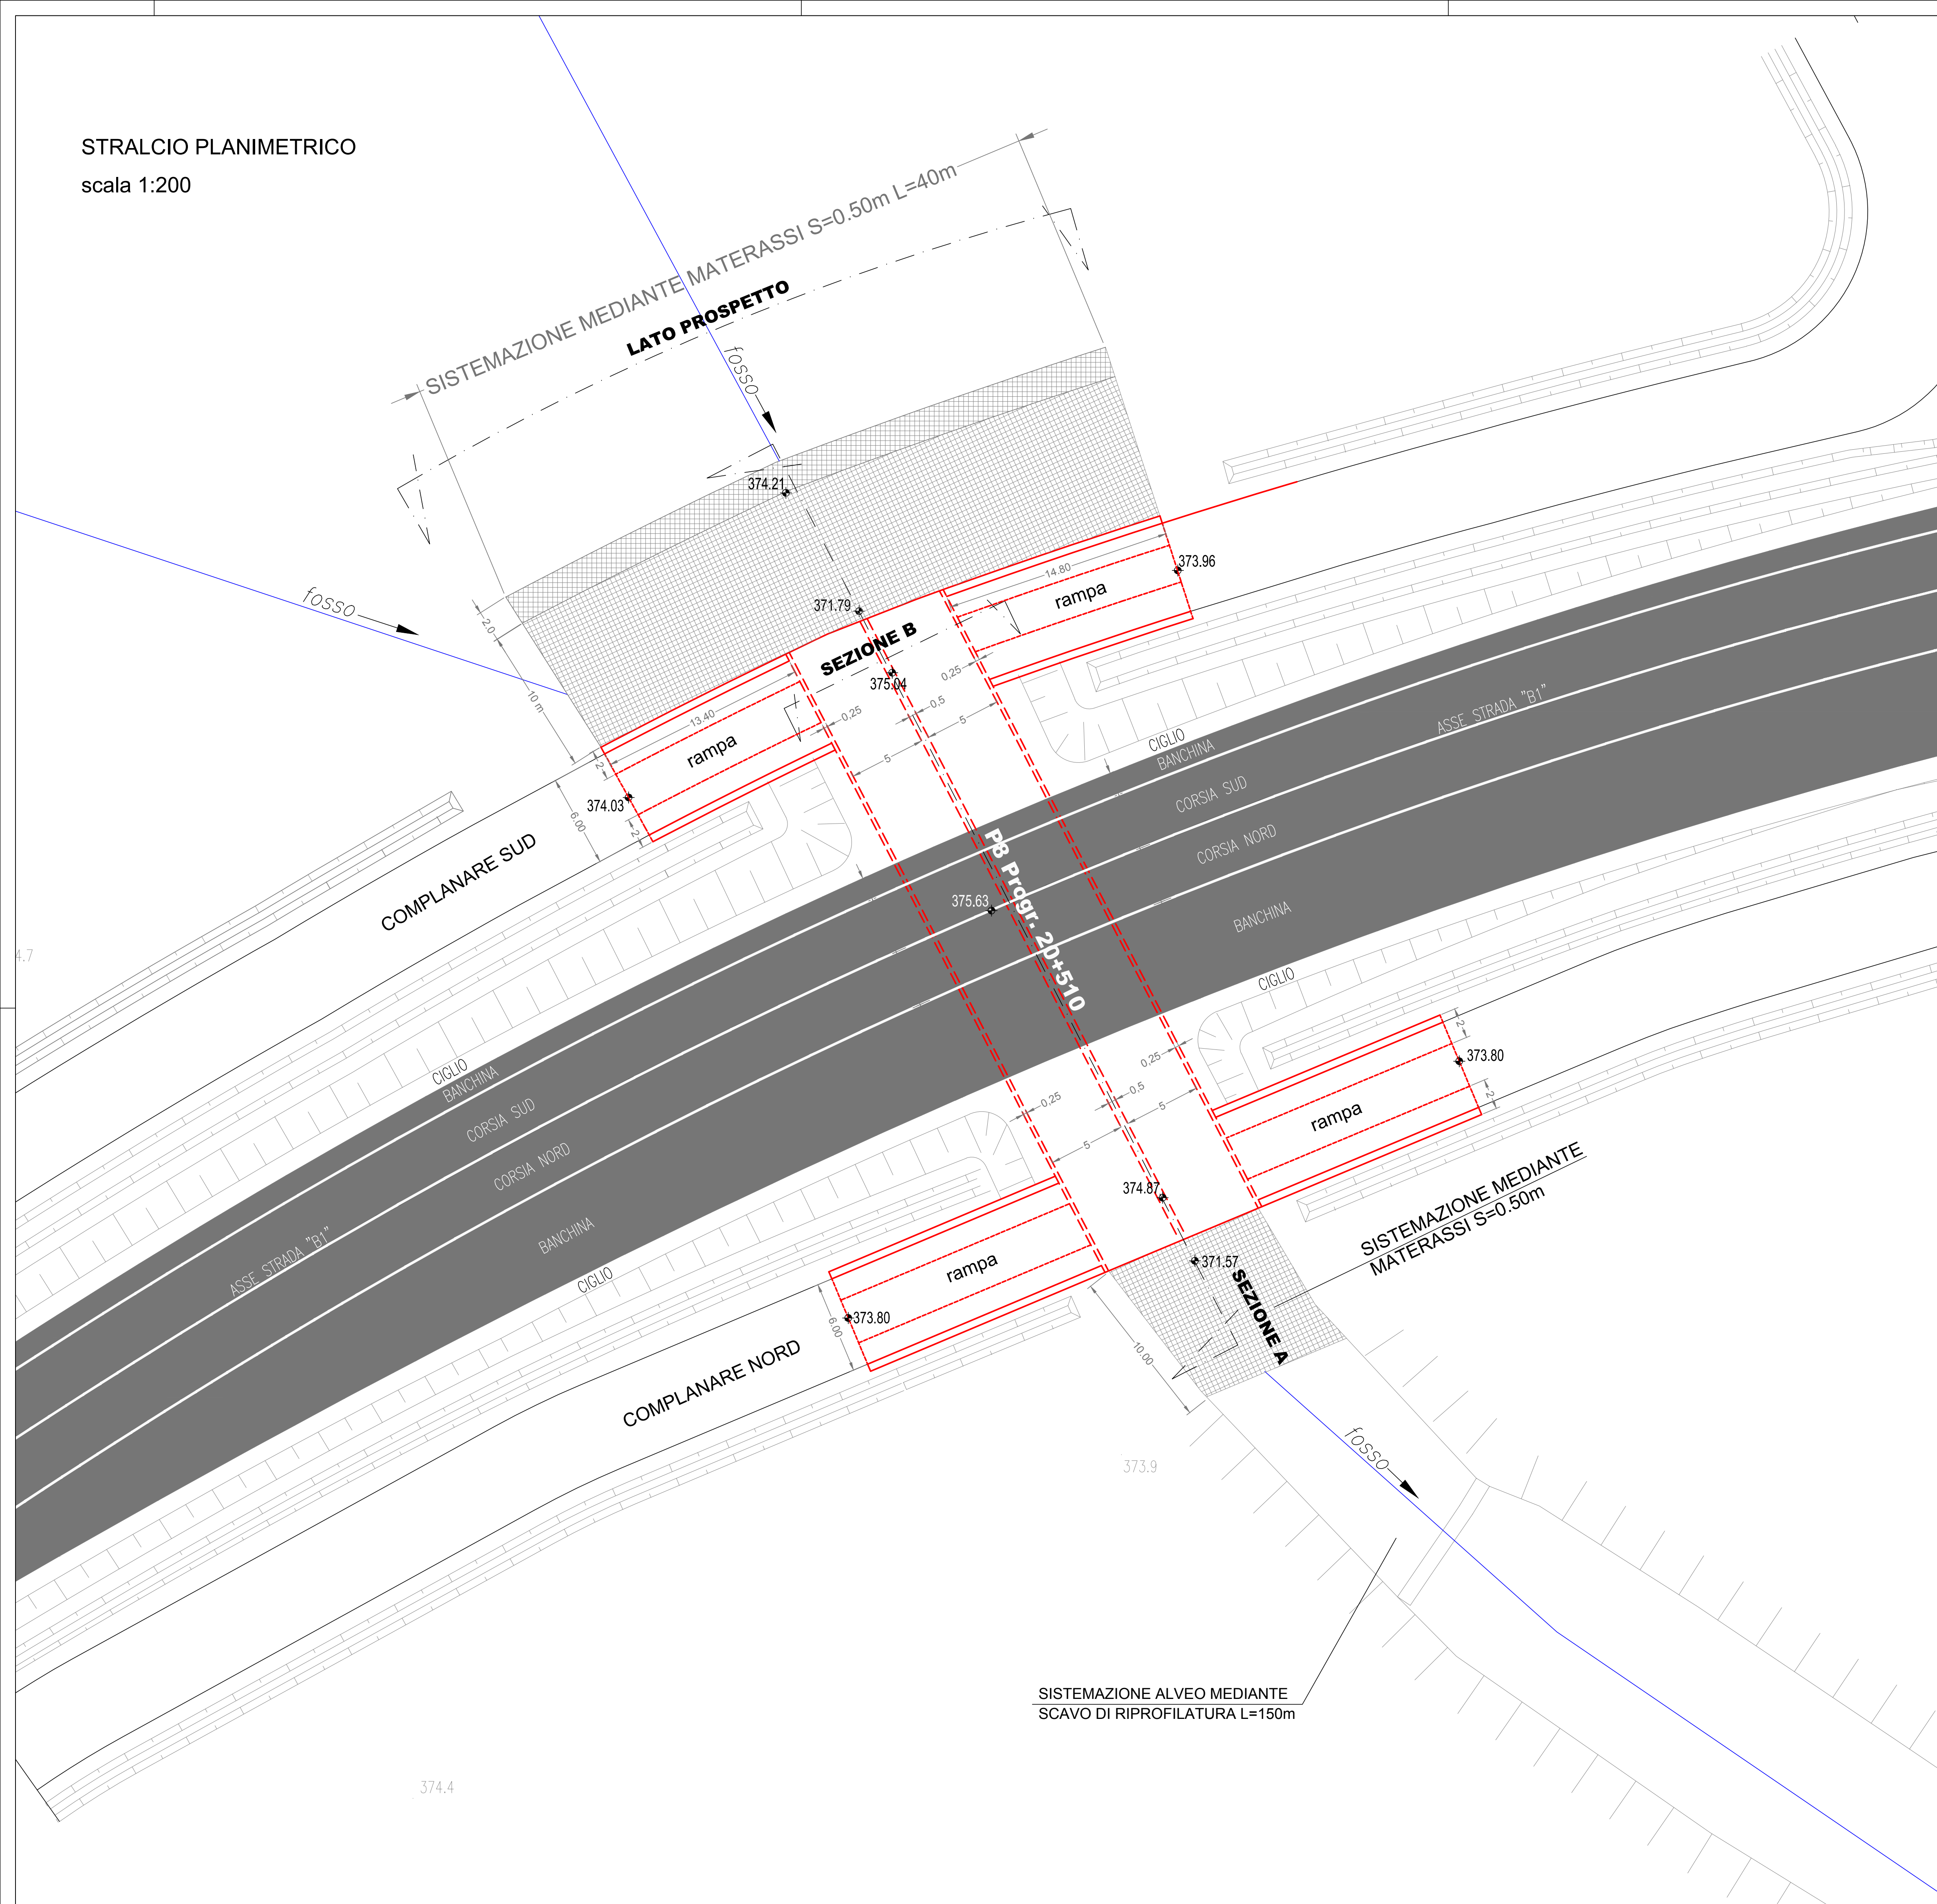 STRALCIO PLANIMETRICO
scala 1:200
SISTEMAZIONE MEDIANTE MATERASSI S=0.50m L=40m
LATO PROSPETTO
fosso
374.21
fosso
371.79
SEZIONE B
375.04
14.80
rampa
373.96
2.0
10 m
13.40
rampa
0,25
0,5
5
5
0,25
2
374.03
2
6.00
COMPLANARE SUD
CIGLIO
BANCHINA
CORSIA SUD
CORSIA NORD
ASSE STRADA "B1"
BANCHINA
CIGLIO
4.7
P8 Progr. 20+510
375.63
CIGLIO
BANCHINA
CORSIA SUD
CORSIA NORD
ASSE STRADA "B1"
BANCHINA
CIGLIO
0,25
0,5
5
5
0,25
2
373.80
2
rampa
374.87
371.57
SEZIONE A
SISTEMAZIONE MEDIANTE
MATERASSI S=0.50m
rampa
373.80
6.00
COMPLANARE NORD
10.00
fosso
373.9
SISTEMAZIONE ALVEO MEDIANTE
SCAVO DI RIPROFILATURA L=150m
374.4